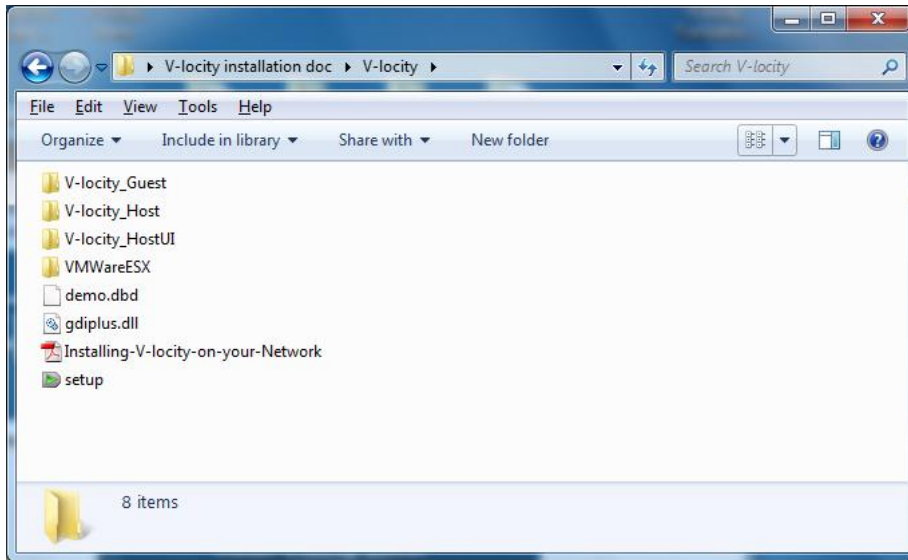 V-locity installation doc ▸ V-locity ▸
Search V-locity
File Edit View Tools Help
Organize Include in library Share with New folder
V-locity_Guest
V-locity_Host
V-locity_HostUI
VMWareESX
demo.dbd
gdiplus.dll
Installing-V-locity-on-your-Network
setup
8 items